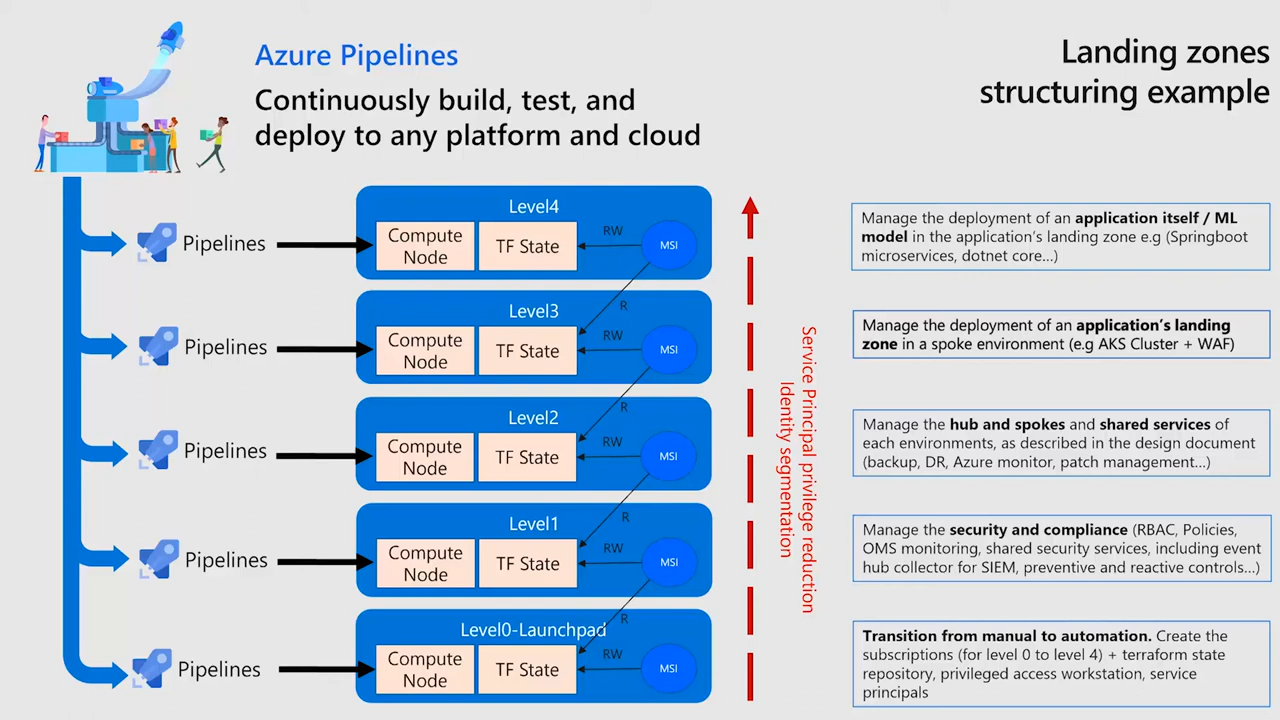 Azure Pipelines
Continuously build, test, and
deploy to any platform and cloud
Landing zones
structuring example
Pipelines
Level4
Compute
Node
TF State
RW
MSI
R
Manage the deployment of an application itself / ML
model in the application's landing zone e.g (Springboot
microservices, dotnet core...)
Pipelines
Level3
Compute
Node
TF State
RW
MSI
R
Manage the deployment of an application's landing
zone in a spoke environment (e.g AKS Cluster + WAF)
Pipelines
Level2
Compute
Node
TF State
RW
MSI
R
Manage the hub and spokes and shared services of
each environments, as described in the design document
(backup, DR, Azure monitor, patch management...)
Pipelines
Level1
Compute
Node
TF State
RW
MSI
R
Manage the security and compliance (RBAC, Policies,
OMS monitoring, shared security services, including event
hub collector for SIEM, preventive and reactive controls...)
Pipelines
Level0-Launchpad
Compute
Node
TF State
RW
MSI
Transition from manual to automation. Create the
subscriptions (for level 0 to level 4) + terraform state
repository, privileged access workstation, service
principals
Service Principal privilege reduction
Identity segmentation